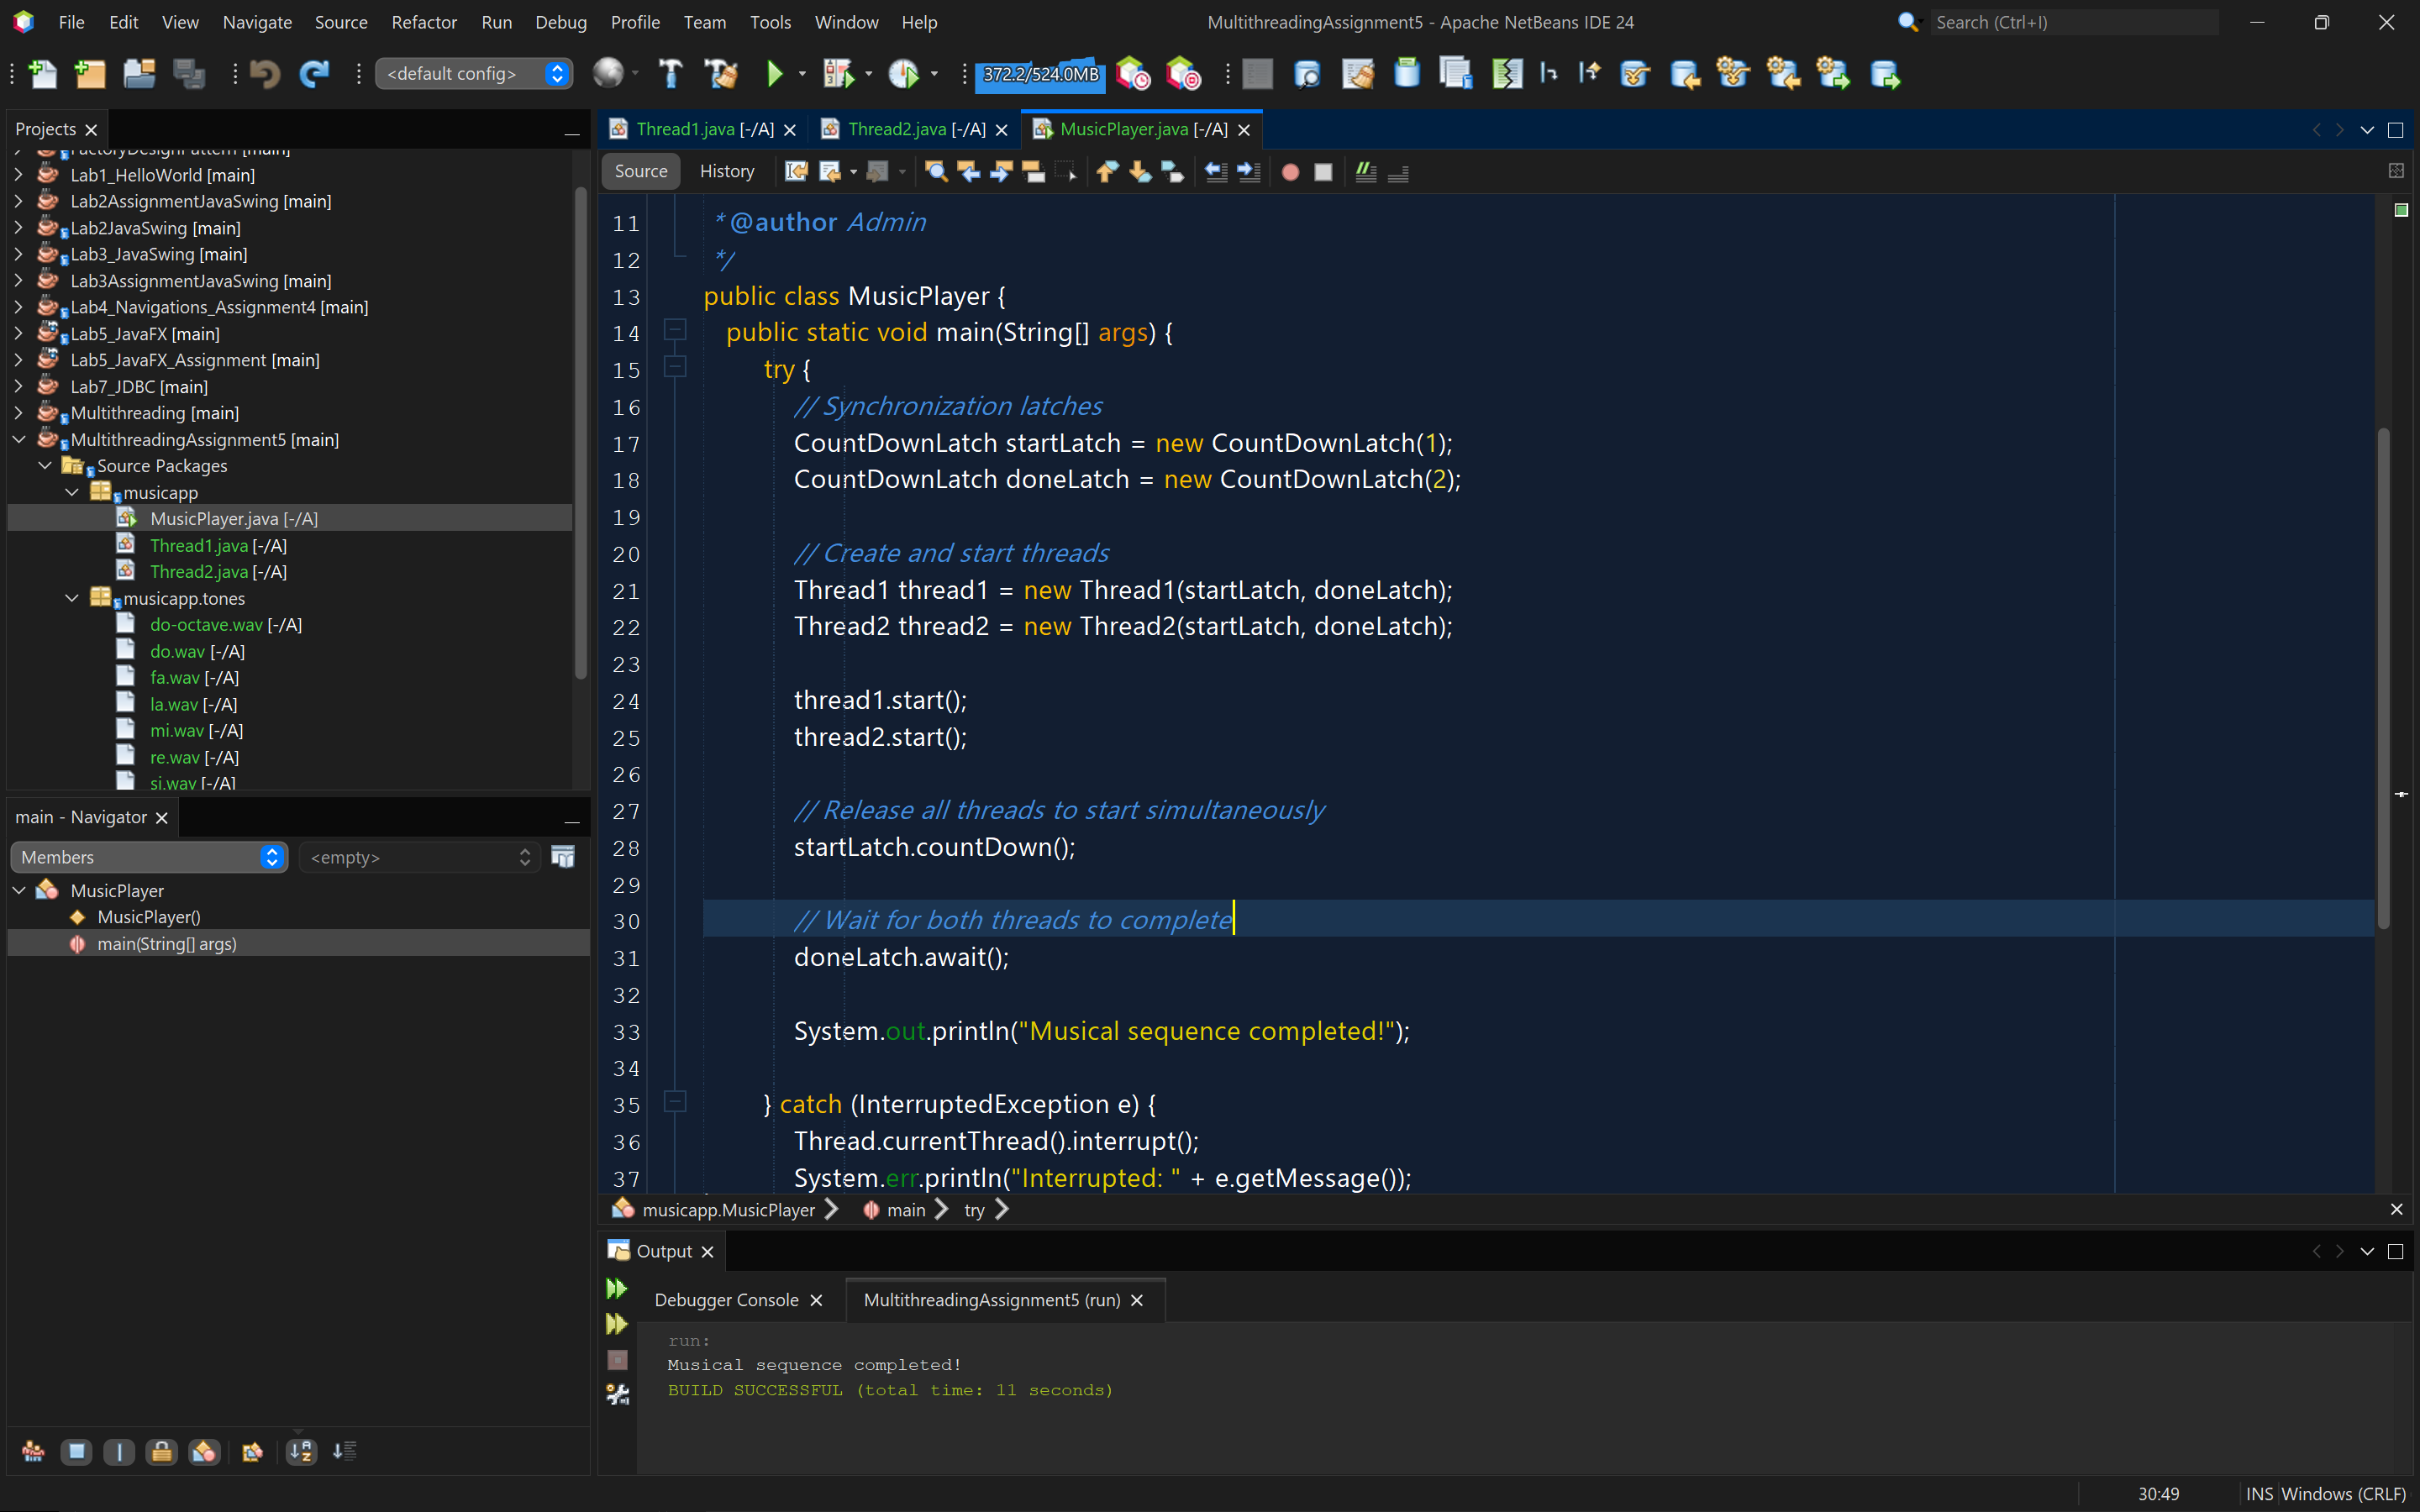 File Edit View Navigate Source Refactor Run Debug Profile Team Tools Window Help
MultithreadingAssignment5 - Apache NetBeans IDE 24
Search (Ctrl+I)
<default config>
372.2/524.0MB
Projects
FactoryDesignPattern [main]
Lab1_HelloWorld [main]
Lab2AssignmentJavaSwing [main]
Lab2JavaSwing [main]
Lab3_JavaSwing [main]
Lab3AssignmentJavaSwing [main]
Lab4_Navigations_Assignment4 [main]
Lab5_JavaFX [main]
Lab5_JavaFX_Assignment [main]
Lab7_JDBC [main]
Multithreading [main]
MultithreadingAssignment5 [main]
Source Packages
musicapp
MusicPlayer.java [-/A]
Thread1.java [-/A]
Thread2.java [-/A]
musicapp.tones
do-octave.wav [-/A]
do.wav [-/A]
fa.wav [-/A]
la.wav [-/A]
mi.wav [-/A]
re.wav [-/A]
si.wav [-/A]
main - Navigator
Members
<empty>
MusicPlayer
MusicPlayer()
main(String[] args)
Thread1.java [-/A] Thread2.java [-/A] MusicPlayer.java [-/A]
Source History
11 * @author Admin
12 */
13 public class MusicPlayer {
14 public static void main(String[] args) {
15 try {
16 // Synchronization latches
17 CountDownLatch startLatch = new CountDownLatch(1);
18 CountDownLatch doneLatch = new CountDownLatch(2);
19
20 // Create and start threads
21 Thread1 thread1 = new Thread1(startLatch, doneLatch);
22 Thread2 thread2 = new Thread2(startLatch, doneLatch);
23
24 thread1.start();
25 thread2.start();
26
27 // Release all threads to start simultaneously
28 startLatch.countDown();
29
30 // Wait for both threads to complete
31 doneLatch.await();
32
33 System.out.println("Musical sequence completed!");
34
35 } catch (InterruptedException e) {
36 Thread.currentThread().interrupt();
37 System.err.println("Interrupted: " + e.getMessage());
musicapp.MusicPlayer main try
Output
Debugger Console MultithreadingAssignment5 (run)
run:
Musical sequence completed!
BUILD SUCCESSFUL (total time: 11 seconds)
30:49 INS Windows (CRLF)